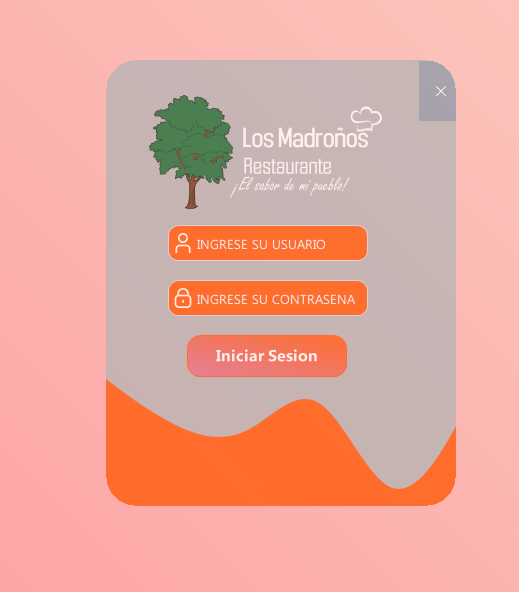 Los Madroños
Restaurante
¡El sabor de mi pueblo!
INGRESE SU USUARIO
INGRESE SU CONTRASENA
Iniciar Sesion